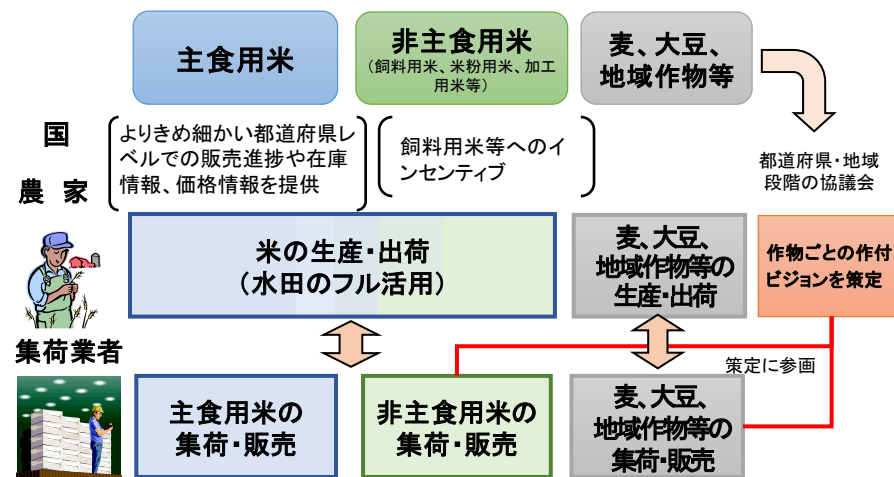 主食用米
非主食用米
(飼料用米、米粉用米、加工
用米等)
麦、大豆、
地域作物等
国
よりきめ細かい都道府県レ
ベルでの販売進捗や在庫
情報、価格情報を提供
飼料用米等へのイ
ンセンティブ
都道府県・地域
段階の協議会
農 家
米の生産・出荷
(水田のフル活用)
麦、大豆、
地域作物等の
生産・出荷
作物ごとの作付
ビジョンを策定
集荷業者
策定に参画
主食用米の
集荷・販売
非主食用米の
集荷・販売
麦、大豆、
地域作物等の
集荷・販売